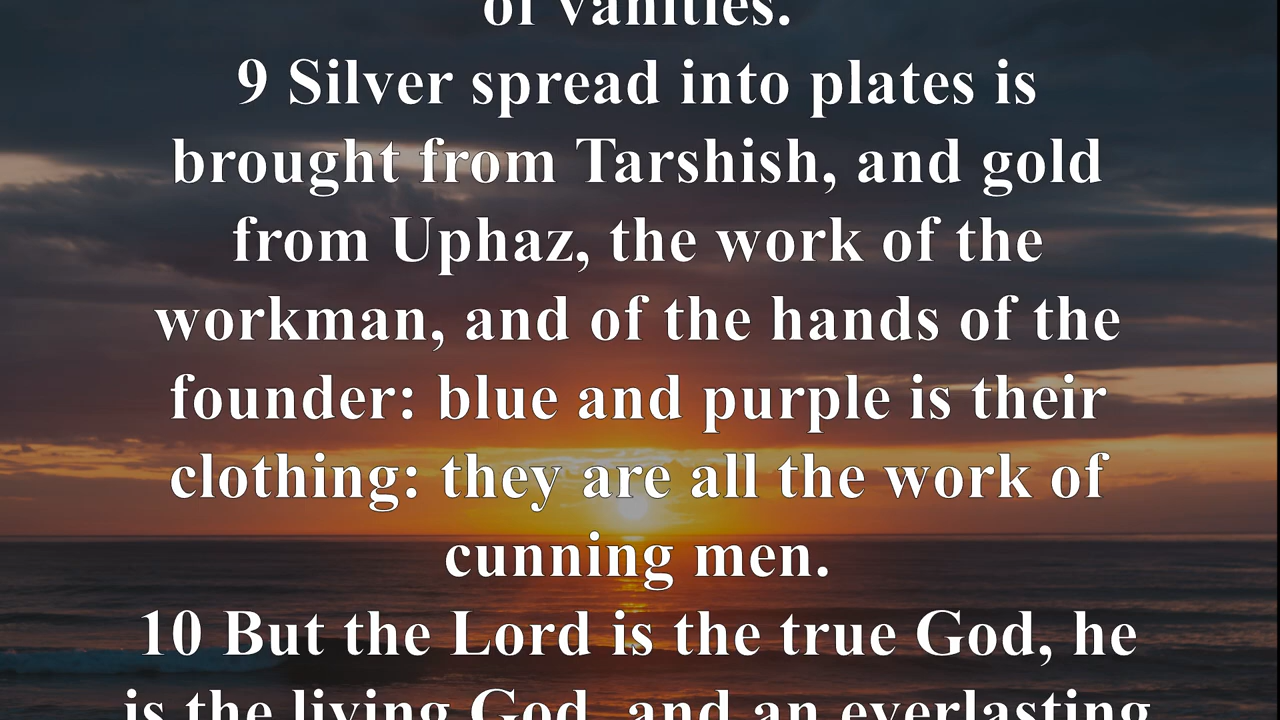 of vanities.
9 Silver spread into plates is
brought from Tarshish, and gold
from Uphaz, the work of the
workman, and of the hands of the
founder: blue and purple is their
clothing: they are all the work of
cunning men.
10 But the Lord is the true God, he
is the living God, and an everlasting